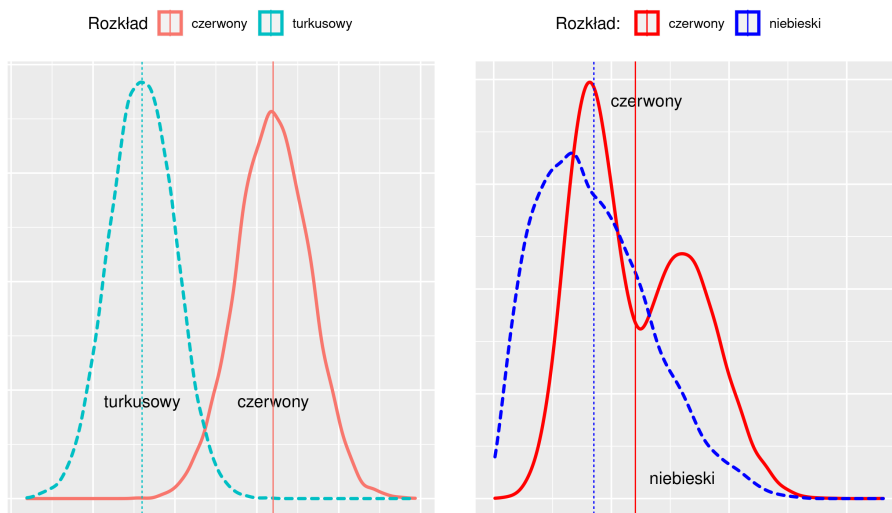 Rozkład czerwony turkusowy
turkusowy
czerwony
Rozkład: czerwony niebieski
czerwony
niebieski